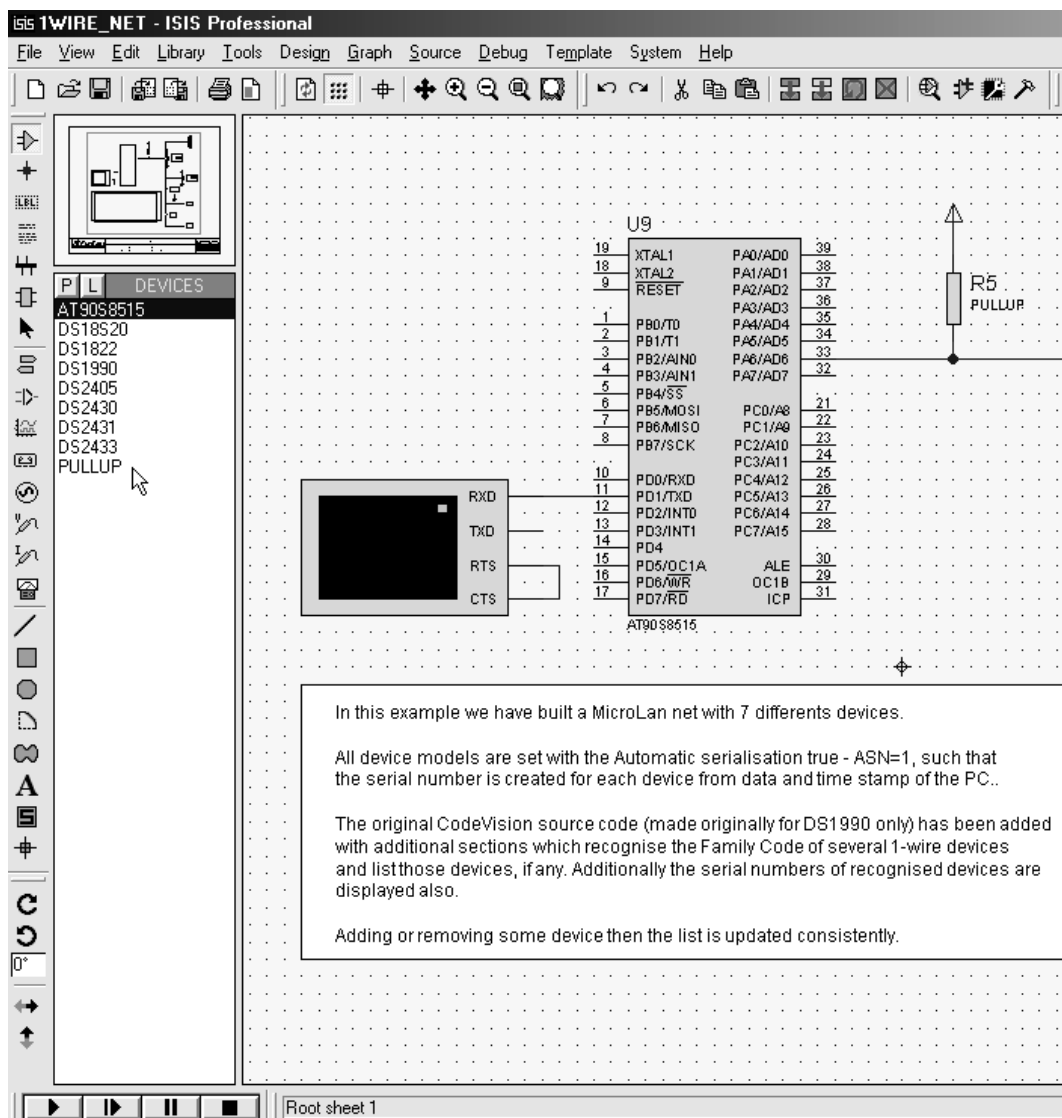 isis 1WIRE_NET - ISIS Professional
File View Edit Library Tools Design Graph Source Debug Template System Help
LBL
P L DEVICES
AT90S8515
DS18S20
DS1822
DS1990
DS2405
DS2430
DS2431
DS2433
PULLUP
A
S
0°
U9
19 XTAL1
18 XTAL2
9 RESET
1 PB0/T0
2 PB1/T1
3 PB2/AIN0
4 PB3/AIN1
5 PB4/SS
6 PB5/MOSI
7 PB6/MISO
8 PB7/SCK
10 PD0/RXD
11 PD1/TXD
12 PD2/INT0
13 PD3/INT1
14 PD4
15 PD5/OC1A
16 PD6/WR
17 PD7/RD
PA0/AD0 39
PA1/AD1 38
PA2/AD2 37
PA3/AD3 36
PA4/AD4 35
PA5/AD5 34
PA6/AD6 33
PA7/AD7 32
PC0/A8 21
PC1/A9 22
PC2/A10 23
PC3/A11 24
PC4/A12 25
PC5/A13 26
PC6/A14 27
PC7/A15 28
ALE 30
OC1B 29
ICP 31
AT90S8515
R5
PULLUP
RXD
TXD
RTS
CTS
In this example we have built a MicroLan net with 7 differents devices.
All device models are set with the Automatic serialisation true - ASN=1, such that
the serial number is created for each device from data and time stamp of the PC..
The original CodeVision source code (made originally for DS1990 only) has been added
with additional sections which recognise the Family Code of several 1-wire devices
and list those devices, if any. Additionally the serial numbers of recognised devices are
displayed also.
Adding or removing some device then the list is updated consistently.
Root sheet 1